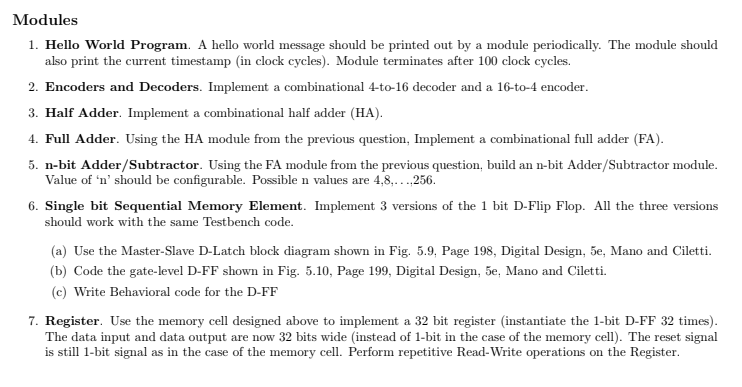 Modules
1. Hello World Program. A hello world message should be printed out by a module periodically. The module should
also print the current timestamp (in clock cycles). Module terminates after 100 clock cycles.
2. Encoders and Decoders. Implement a combinational 4-to-16 decoder and a 16-to-4 encoder.
3. Half Adder. Implement a combinational half adder (HA).
4. Full Adder. Using the HA module from the previous question, Implement a combinational full adder (FA).
5. n-bit Adder/Subtractor. Using the FA module from the previous question, build an n-bit Adder/Subtractor module.
Value of 'n' should be configurable. Possible n values are 4,8,...,256.
6. Single bit Sequential Memory Element. Implement 3 versions of the 1 bit D-Flip Flop. All the three versions
should work with the same Testbench code.
(a) Use the Master-Slave D-Latch block diagram shown in Fig. 5.9, Page 198, Digital Design, 5e, Mano and Ciletti.
(b) Code the gate-level D-FF shown in Fig. 5.10, Page 199, Digital Design, 5e, Mano and Ciletti.
(c) Write Behavioral code for the D-FF
7. Register. Use the memory cell designed above to implement a 32 bit register (instantiate the 1-bit D-FF 32 times).
The data input and data output are now 32 bits wide (instead of 1-bit in the case of the memory cell). The reset signal
is still 1-bit signal as in the case of the memory cell. Perform repetitive Read-Write operations on the Register.